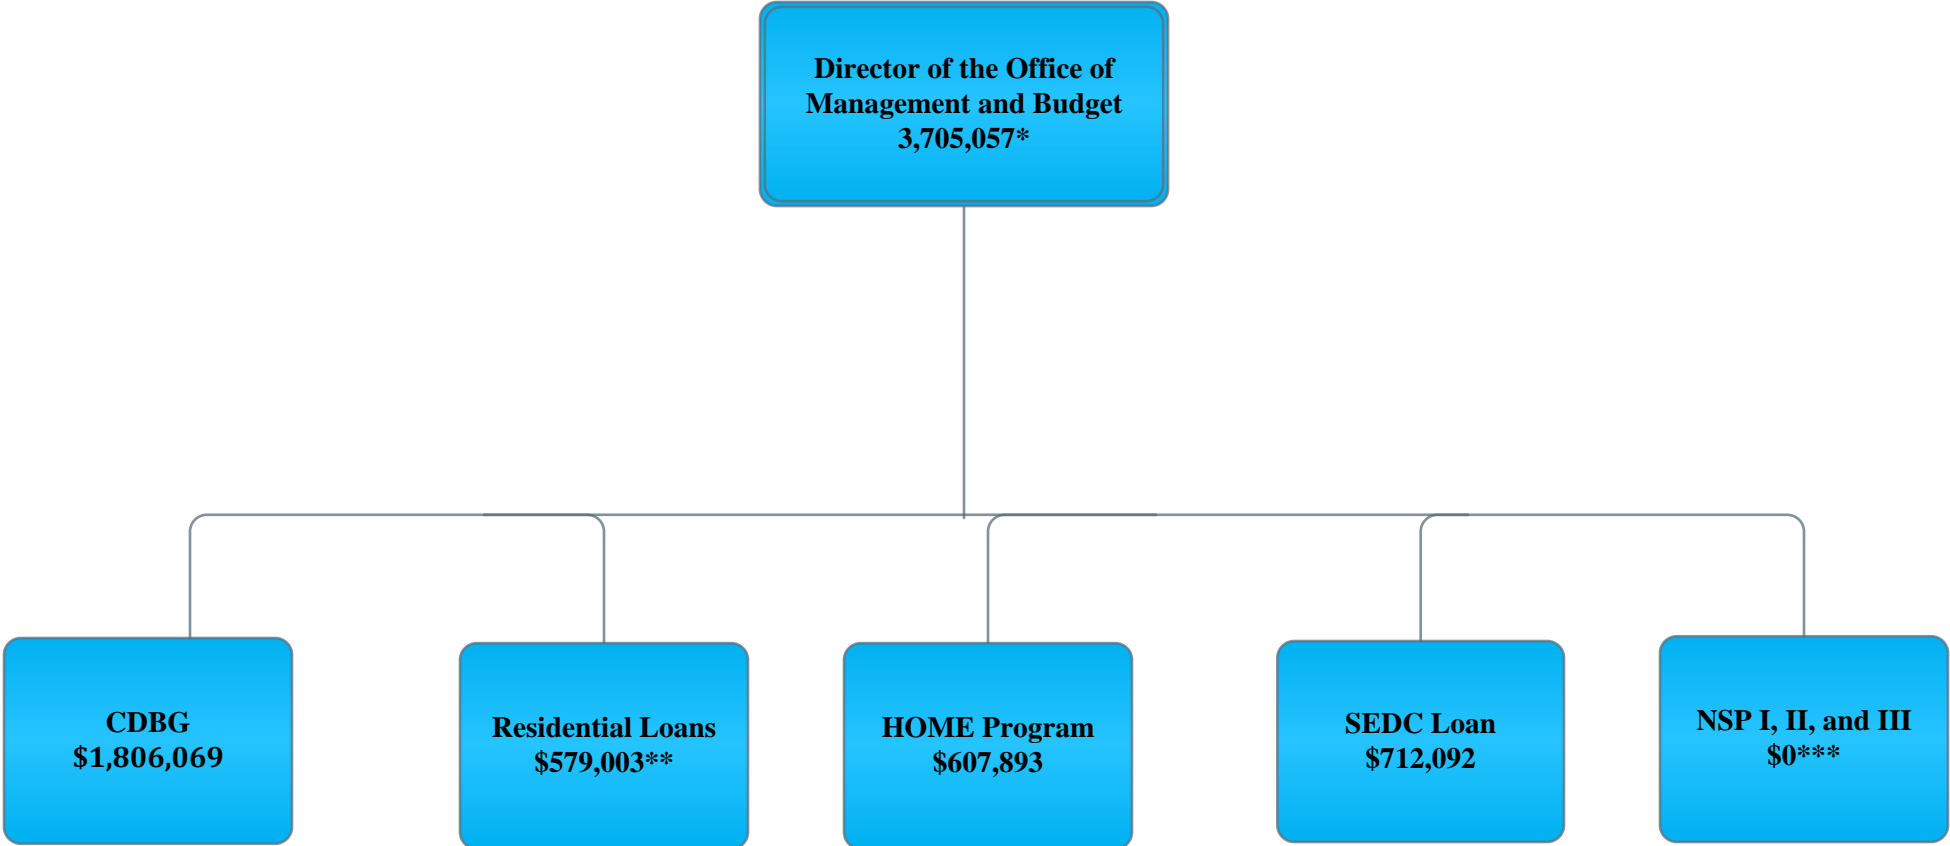 Director of the Office of
Management and Budget
3,705,057*
CDBG
$1,806,069
Residential Loans
$579,003**
HOME Program
$607,893
SEDC Loan
$712,092
NSP I, II, and III
$0***